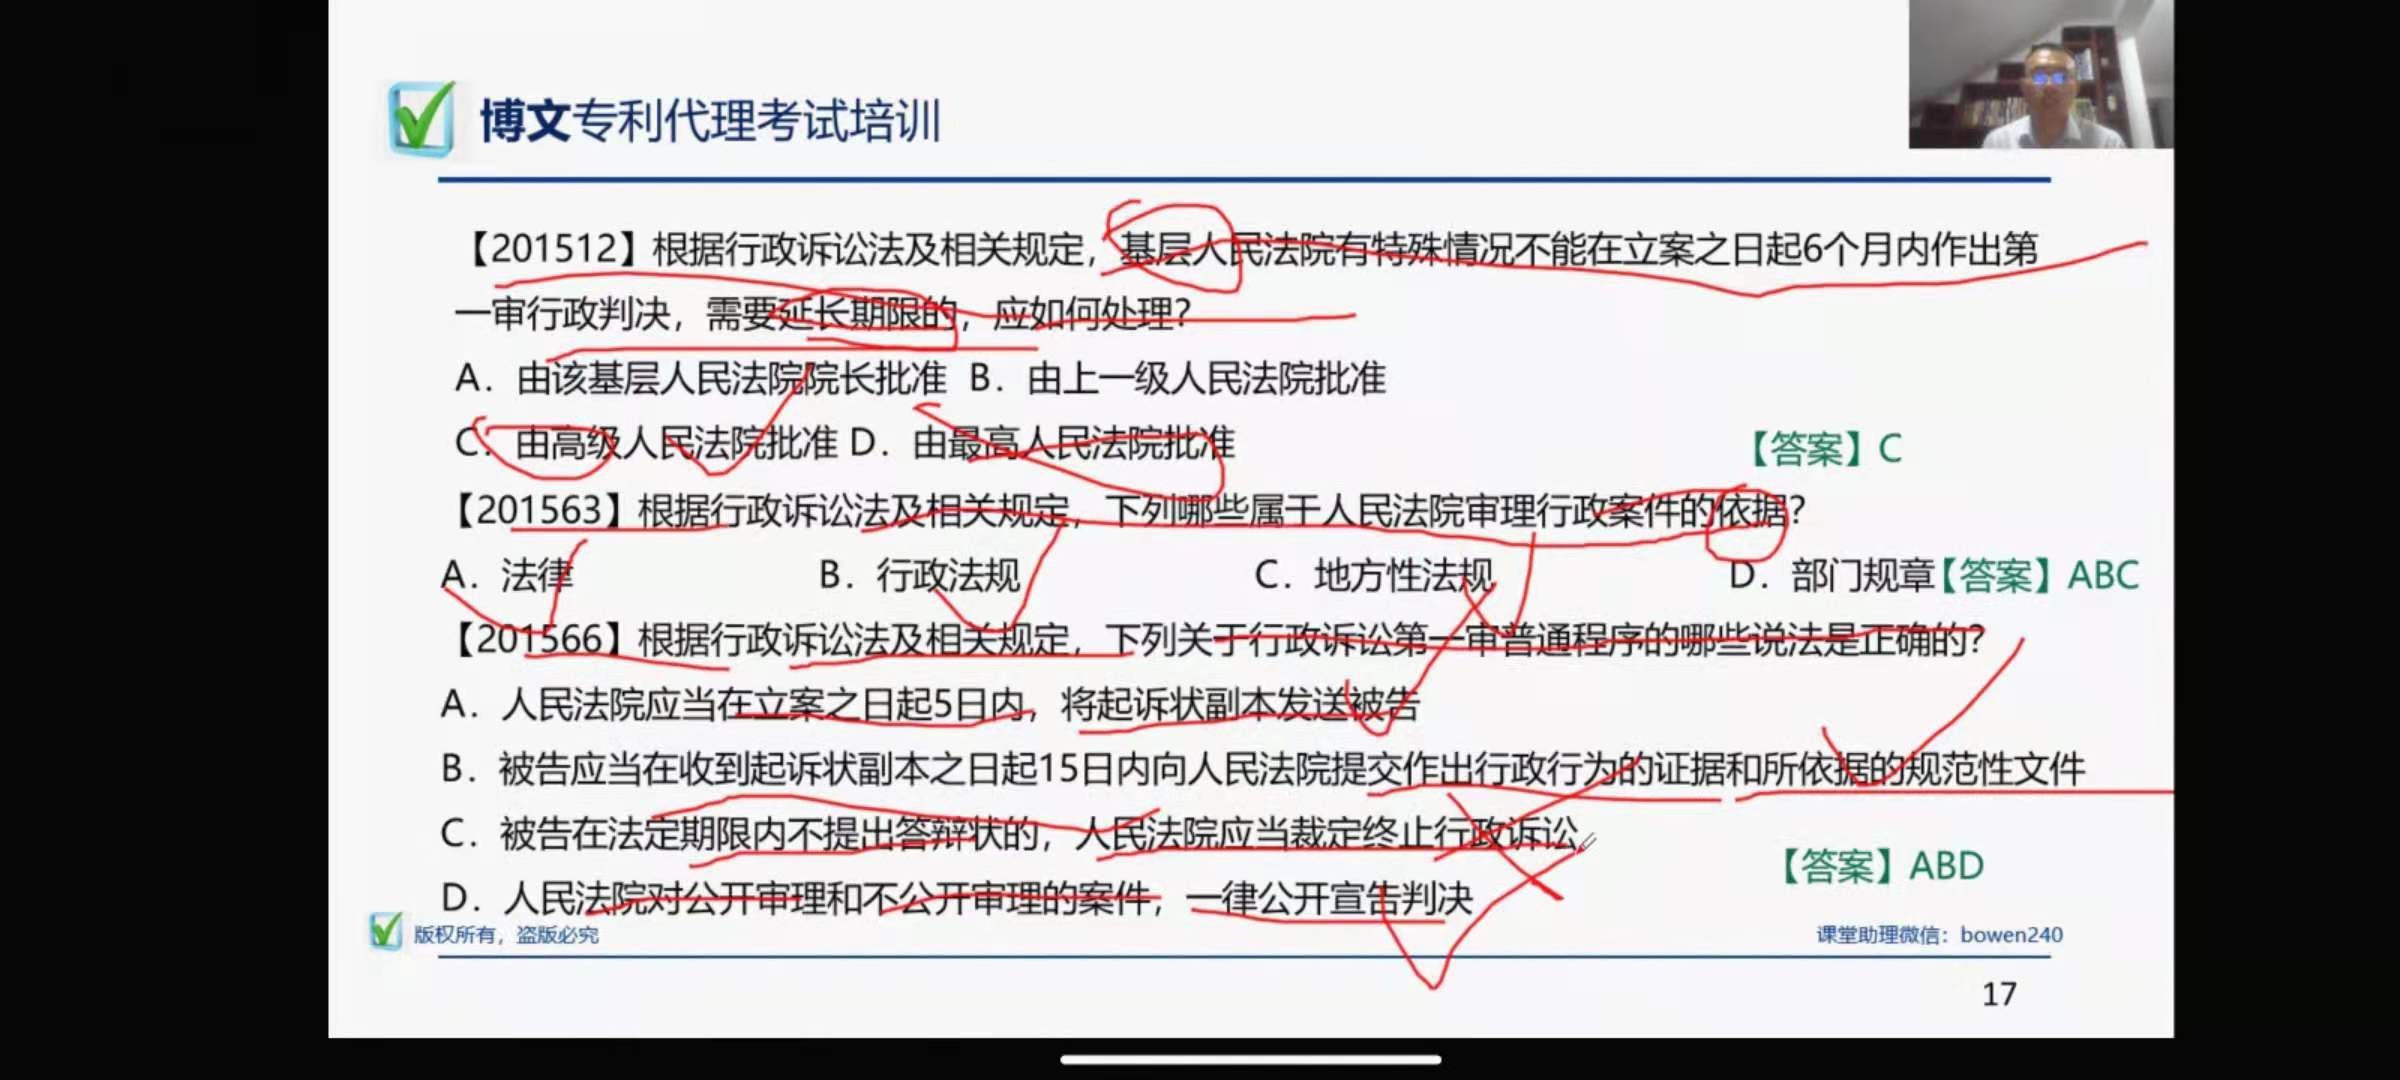 博文专利代理考试培训
【201512】根据行政诉讼法及相关规定，基层人民法院有特殊情况不能在立案之日起6个月内作出第
一审行政判决，需要延长期限的，应如何处理？
A．由该基层人民法院院长批准 B．由上一级人民法院批准
C．由高级人民法院批准 D．由最高人民法院批准 【答案】C
【201563】根据行政诉讼法及相关规定，下列哪些属于人民法院审理行政案件的依据？
A．法律 B．行政法规 C．地方性法规 D．部门规章【答案】ABC
【201566】根据行政诉讼法及相关规定，下列关于行政诉讼第一审普通程序的哪些说法是正确的？
A．人民法院应当在立案之日起5日内，将起诉状副本发送被告
B．被告应当在收到起诉状副本之日起15日内向人民法院提交作出行政行为的证据和所依据的规范性文件
C．被告在法定期限内不提出答辩状的，人民法院应当裁定终止行政诉讼
【答案】ABD
D．人民法院对公开审理和不公开审理的案件，一律公开宣告判决
版权所有，盗版必究 课堂助理微信：bowen240
17